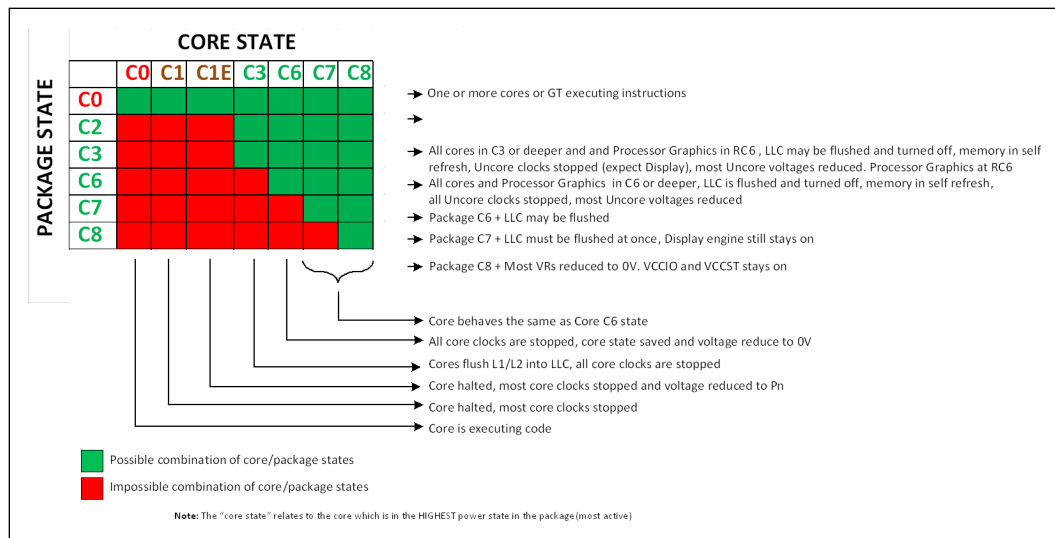 CORE STATE
PACKAGE STATE
C0 C1 C1E C3 C6 C7 C8
C0
C2
C3
C6
C7
C8
One or more cores or GT executing instructions
All cores in C3 or deeper and and Processor Graphics in RC6 , LLC may be flushed and turned off, memory in self
refresh, Uncore clocks stopped (expect Display), most Uncore voltages reduced. Processor Graphics at RC6
All cores and Processor Graphics in C6 or deeper, LLC is flushed and turned off, memory in self refresh,
all Uncore clocks stopped, most Uncore voltages reduced
Package C6 + LLC may be flushed
Package C7 + LLC must be flushed at once, Display engine still stays on
Package C8 + Most VRs reduced to 0V. VCCIO and VCCST stays on
Core behaves the same as Core C6 state
All core clocks are stopped, core state saved and voltage reduce to 0V
Cores flush L1/L2 into LLC, all core clocks are stopped
Core halted, most core clocks stopped and voltage reduced to Pn
Core halted, most core clocks stopped
Core is executing code
Possible combination of core/package states
Impossible combination of core/package states
Note: The "core state" relates to the core which is in the HIGHEST power state in the package (most active)